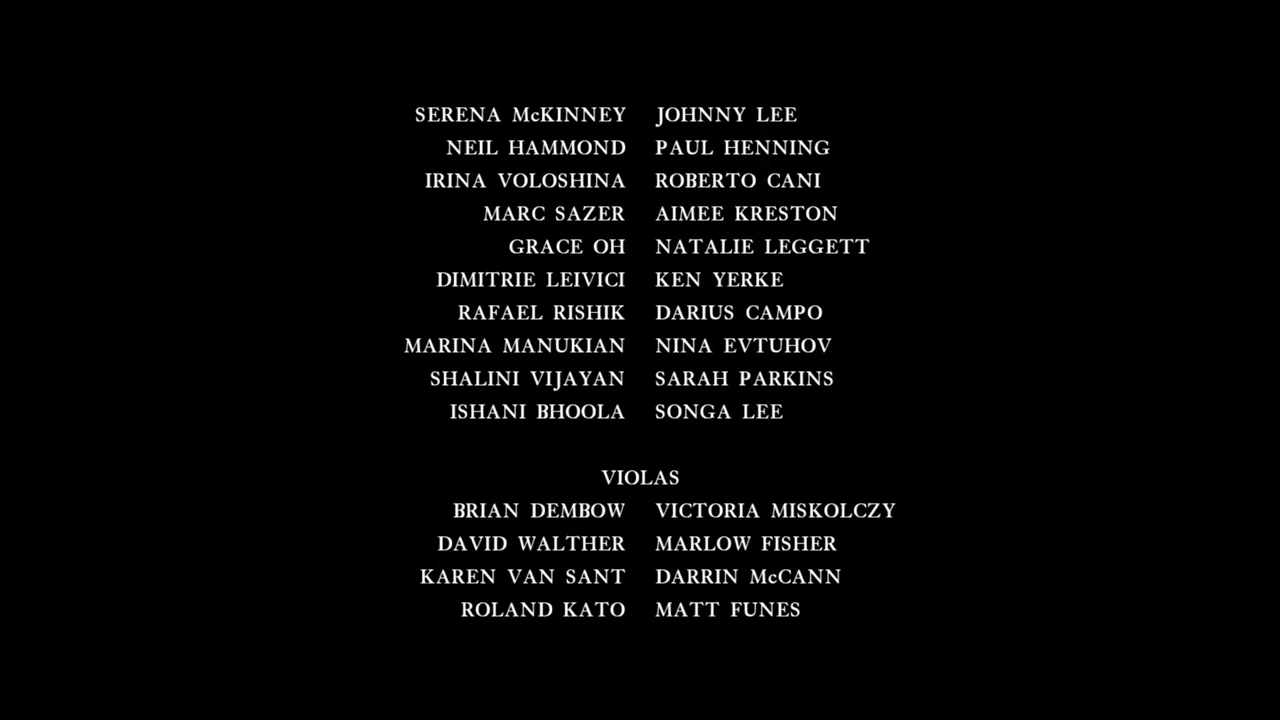 SERENA McKINNEY JOHNNY LEE
NEIL HAMMOND PAUL HENNING
IRINA VOLOSHINA ROBERTO CANI
MARC SAZER AIMEE KRESTON
GRACE OH NATALIE LEGGETT
DIMITRIE LEIVICI KEN YERKE
RAFAEL RISHIK DARIUS CAMPO
MARINA MANUKIAN NINA EVTUHOV
SHALINI VIJAYAN SARAH PARKINS
ISHANI BHOOLA SONGA LEE
VIOLAS
BRIAN DEMBOW VICTORIA MISKOLCZY
DAVID WALTHER MARLOW FISHER
KAREN VAN SANT DARRIN McCANN
ROLAND KATO MATT FUNES